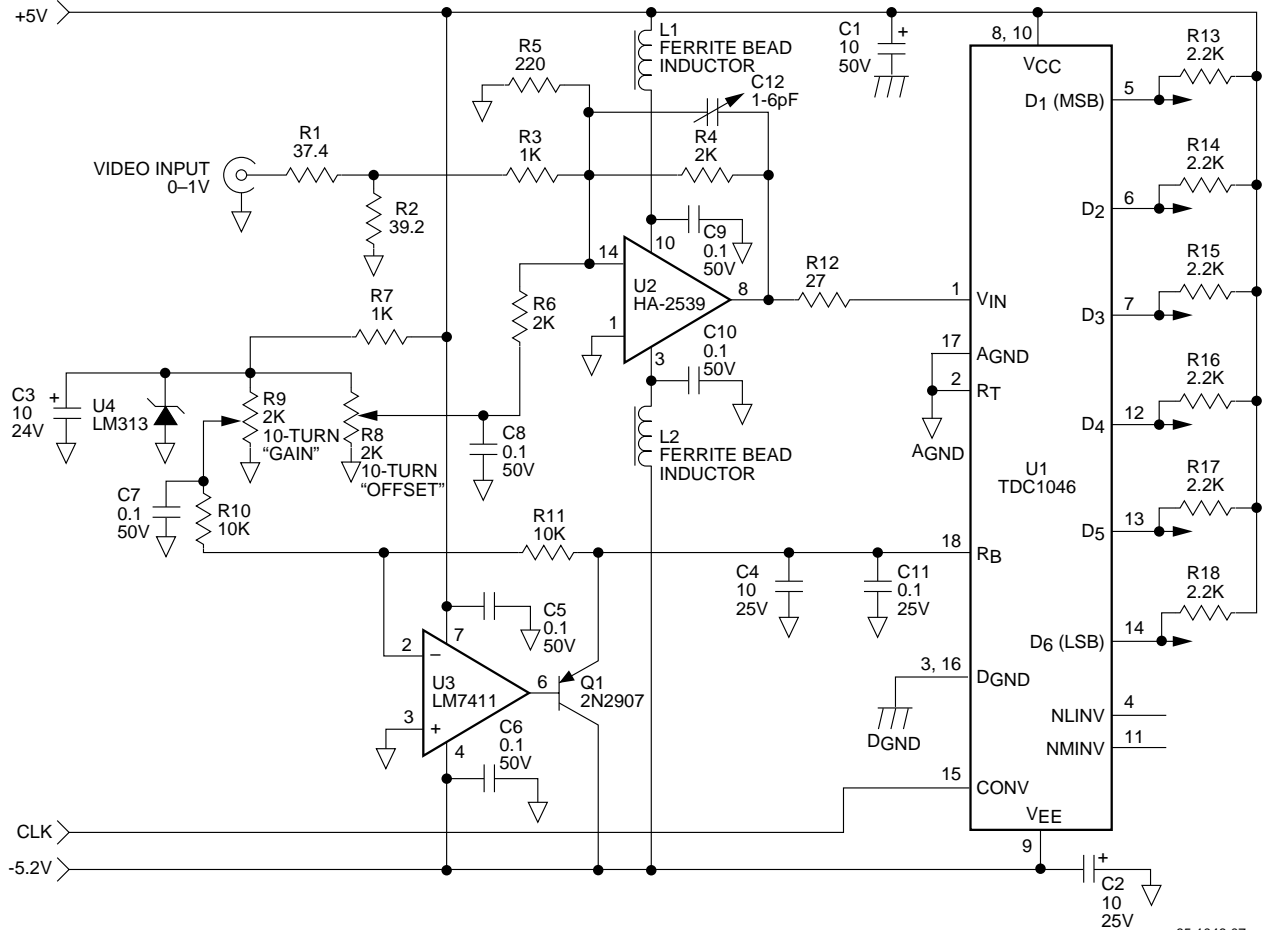 +5V
R5
220
L1
FERRITE BEAD
INDUCTOR
C12
1-6pF
C1
10
50V
+
8, 10
VCC
R13
2.2K
5
D1 (MSB)
R1
37.4
VIDEO INPUT
0–1V
R3
1K
R4
2K
R2
39.2
R14
2.2K
6
D2
14
10
C9
0.1
50V
U2
HA-2539
8
R12
27
1
VIN
R15
2.2K
7
D3
R7
1K
R6
2K
1
3
C10
0.1
50V
17
AGND
2
RT
AGND
R16
2.2K
12
D4
C3
10
24V
+
U4
LM313
R9
2K
10-TURN
“GAIN”
R8
2K
10-TURN
“OFFSET”
C8
0.1
50V
L2
FERRITE BEAD
INDUCTOR
U1
TDC1046
R17
2.2K
13
D5
C7
0.1
50V
R10
10K
R11
10K
18
RB
C4
10
25V
C11
0.1
25V
R18
2.2K
14
D6 (LSB)
C5
0.1
50V
7
2
−
U3
LM7411
6
Q1
2N2907
3
+
4
C6
0.1
50V
3, 16
DGND
DGND
NLINV
4
NMINV
11
15
CONV
CLK
VEE
9
-5.2V
+
C2
10
25V